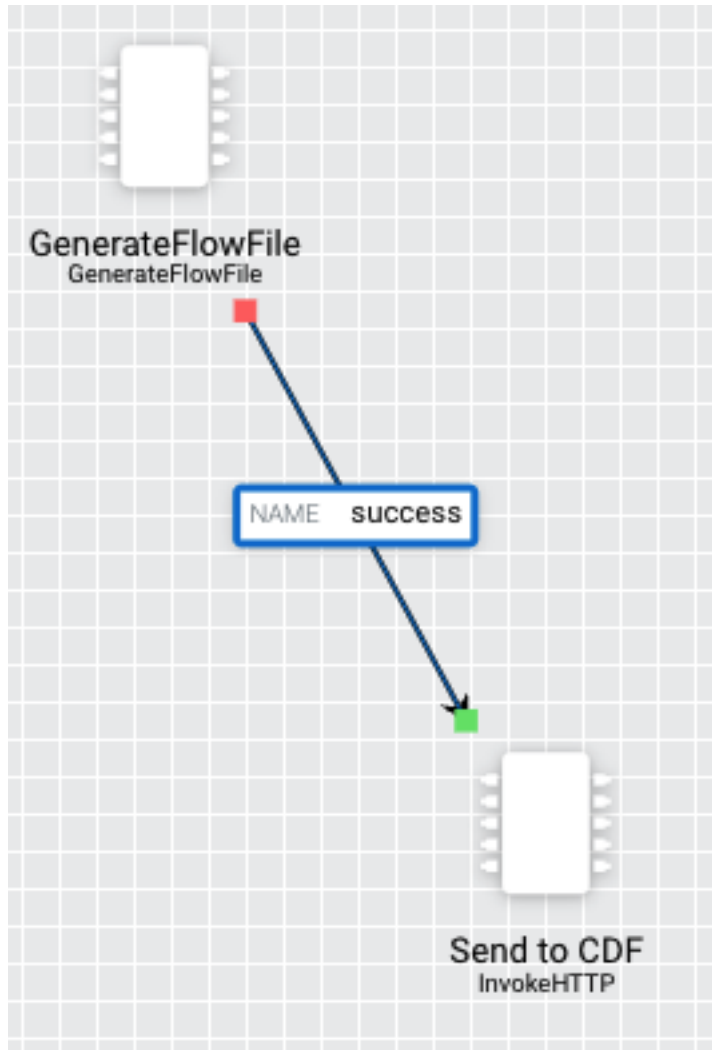 GenerateFlowFile
GenerateFlowFile
NAME success
Send to CDF
InvokeHTTP